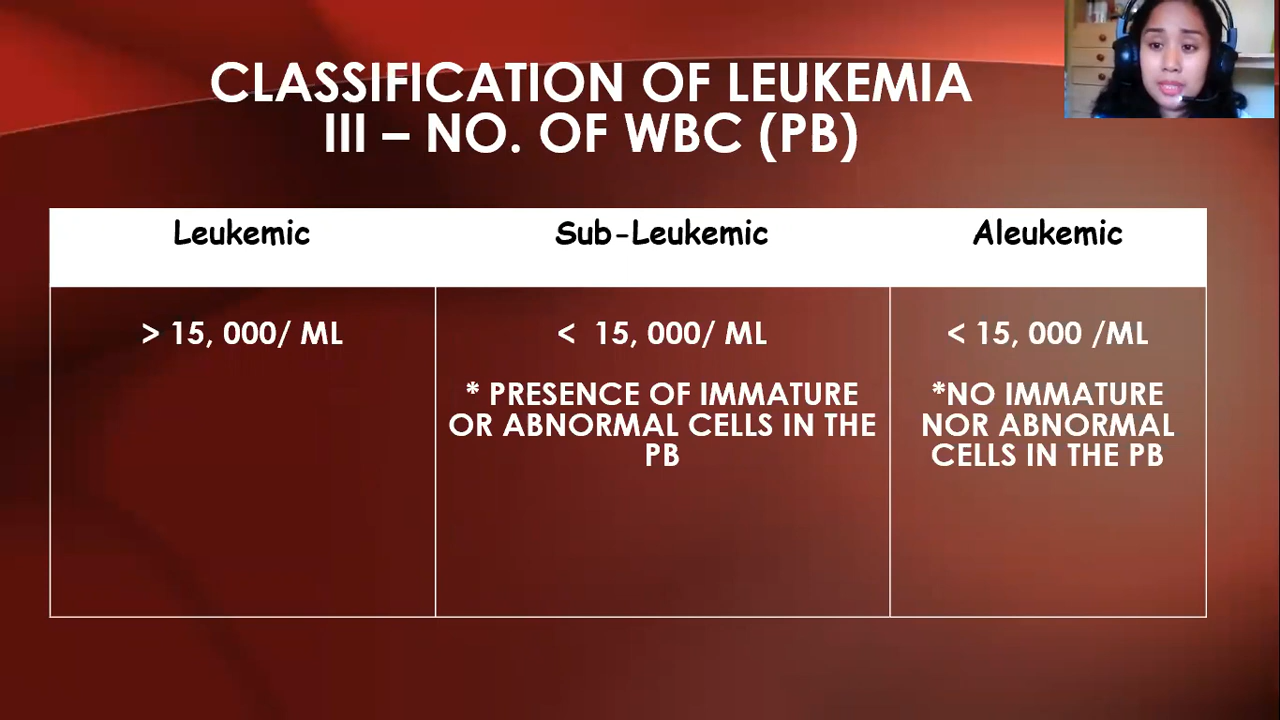 CLASSIFICATION OF LEUKEMIA
III – NO. OF WBC (PB)
Leukemic
Sub-Leukemic
Aleukemic
> 15, 000/ ML
< 15, 000/ ML
< 15, 000 /ML
* PRESENCE OF IMMATURE
OR ABNORMAL CELLS IN THE
PB
*NO IMMATURE
NOR ABNORMAL
CELLS IN THE PB